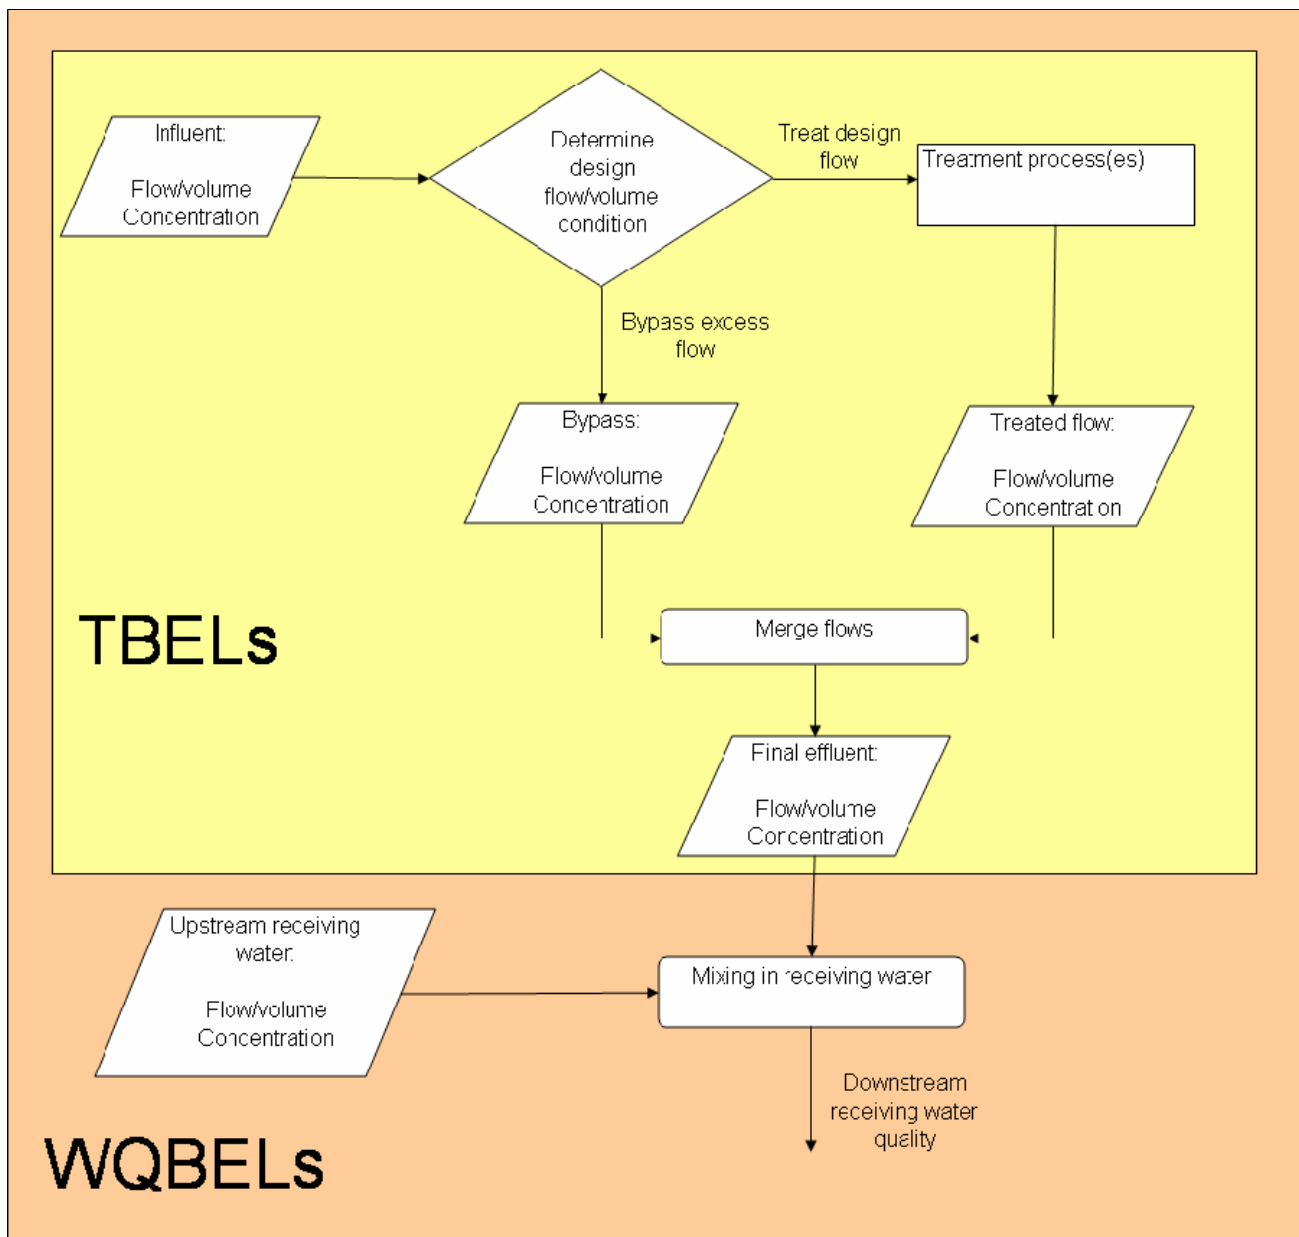 Influent:
Flow/volume
Concentration
Determine
design
flow/volume
condition
Treat design
flow
Treatment process(es)
Bypass excess
flow
Bypass:
Flow/volume
Concentration
Treated flow:
Flow/volume
Concentration
TBELs
Merge flows
Final effluent:
Flow/volume
Concentration
Upstream receiving
water:
Flow/volume
Concentration
Mixing in receiving water
Downstream
receiving water
quality
WQBELs